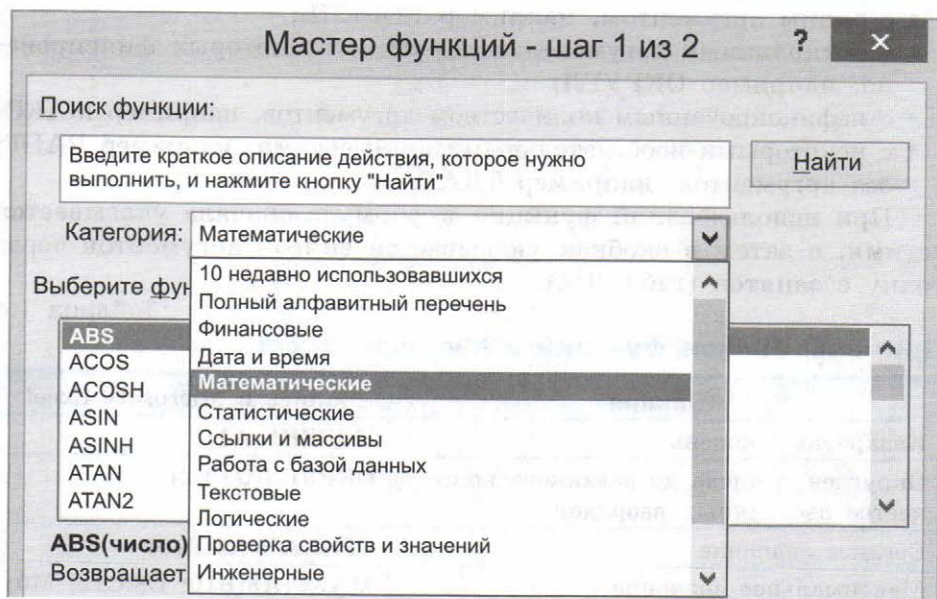 Мастер функций - шаг 1 из 2 ? ×
Поиск функции:
Введите краткое описание действия, которое нужно
выполнить, и нажмите кнопку "Найти"
Найти
Категория: Математические
10 недавно использовавшихся
Полный алфавитный перечень
Финансовые
Дата и время
Математические
Статистические
Ссылки и массивы
Работа с базой данных
Текстовые
Логические
Проверка свойств и значений
Инженерные
Выберите фун
ABS
ACOS
ACOSH
ASIN
ASINH
ATAN
ATAN2
ABS(число)
Возвращает